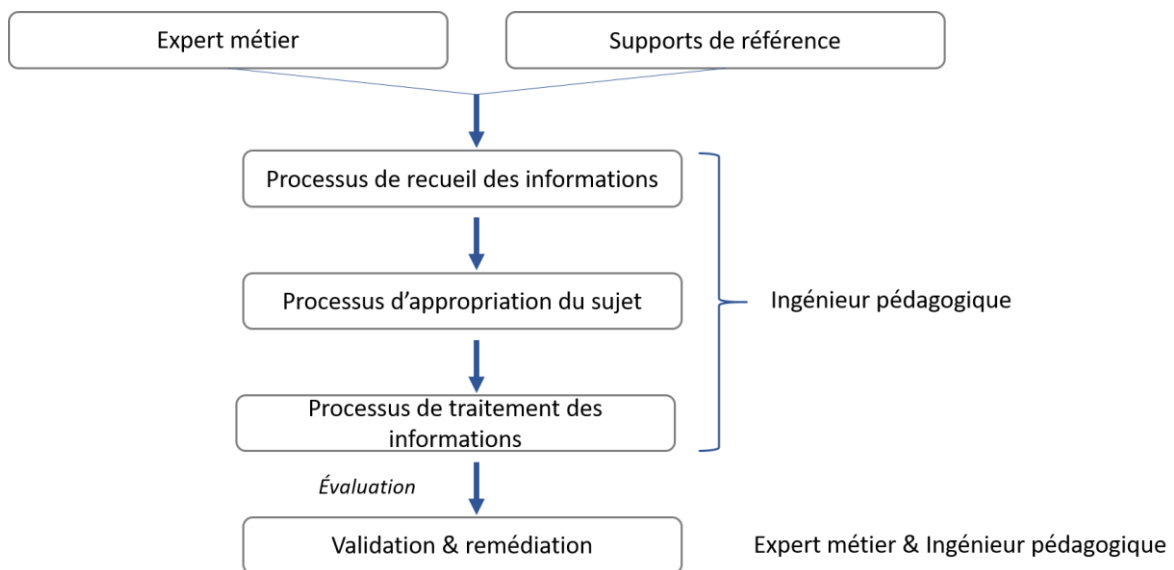 Expert métier
Supports de référence
Processus de recueil des informations
Processus d’appropriation du sujet
Ingénieur pédagogique
Processus de traitement des
informations
Évaluation
Validation & remédiation
Expert métier & Ingénieur pédagogique